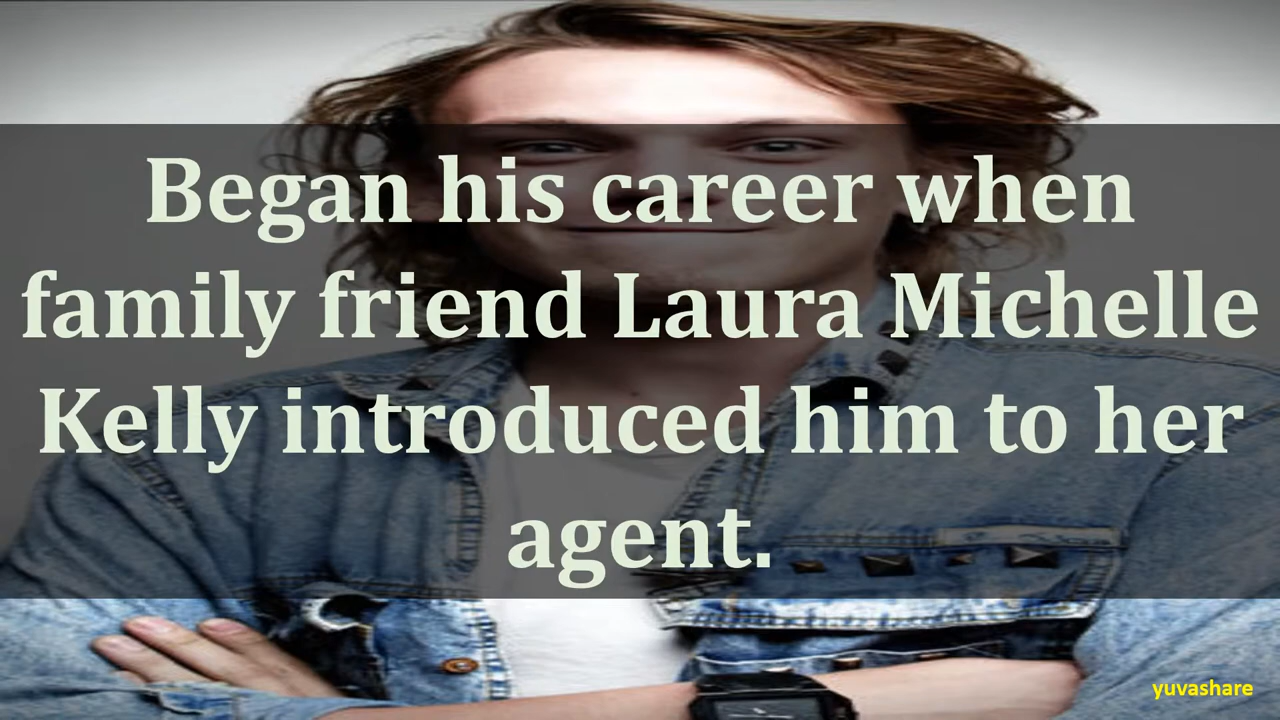 Began his career when
family friend Laura Michelle
Kelly introduced him to her
agent.
yuvashare